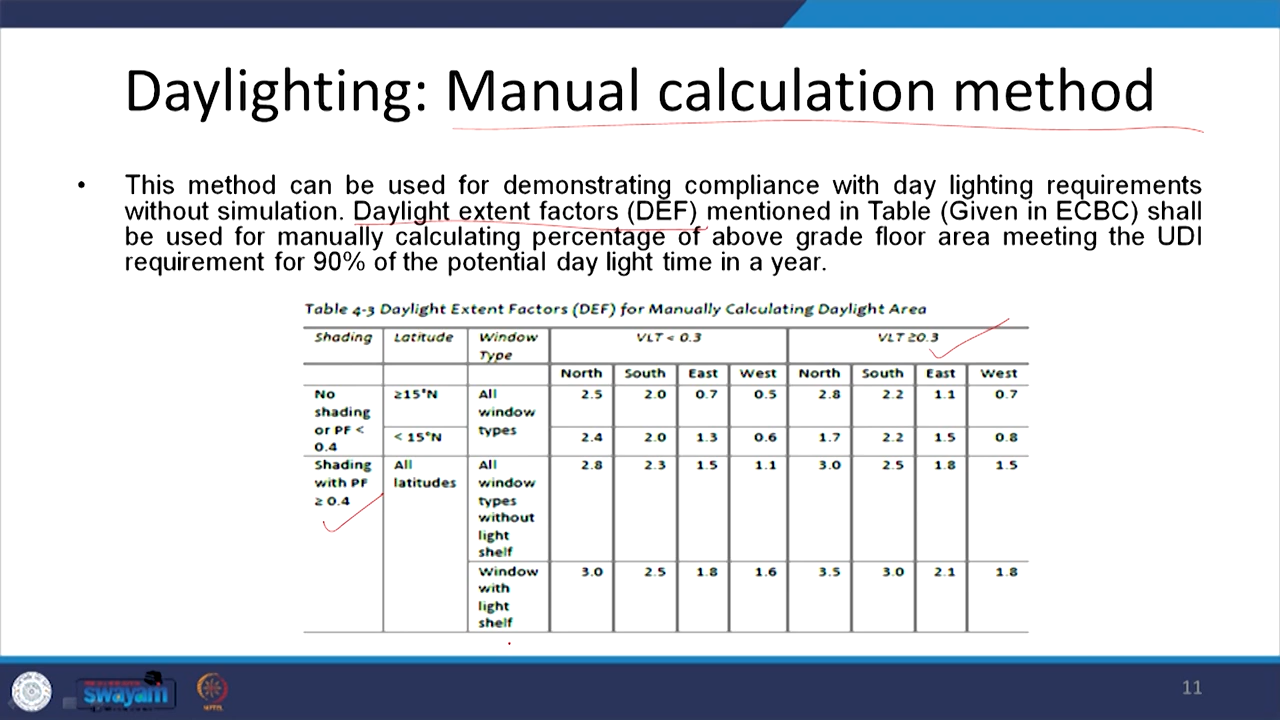 Daylighting: Manual calculation method
• This method can be used for demonstrating compliance with day lighting requirements
without simulation. Daylight extent factors (DEF) mentioned in Table (Given in ECBC) shall
be used for manually calculating percentage of above grade floor area meeting the UDI
requirement for 90% of the potential day light time in a year.
Table 4-3 Daylight Extent Factors (DEF) for Manually Calculating Daylight Area
Shading Latitude Window Type VLT < 0.3 VLT ≥0.3
North South East West North South East West
No shading or PF < 0.4 ≥15°N All window types 2.5 2.0 0.7 0.5 2.8 2.2 1.1 0.7
< 15°N 2.4 2.0 1.3 0.6 1.7 2.2 1.5 0.8
Shading with PF ≥ 0.4 All latitudes All window types without light shelf 2.8 2.3 1.5 1.1 3.0 2.5 1.8 1.5
Window with light shelf 3.0 2.5 1.8 1.6 3.5 3.0 2.1 1.8
swayam
11